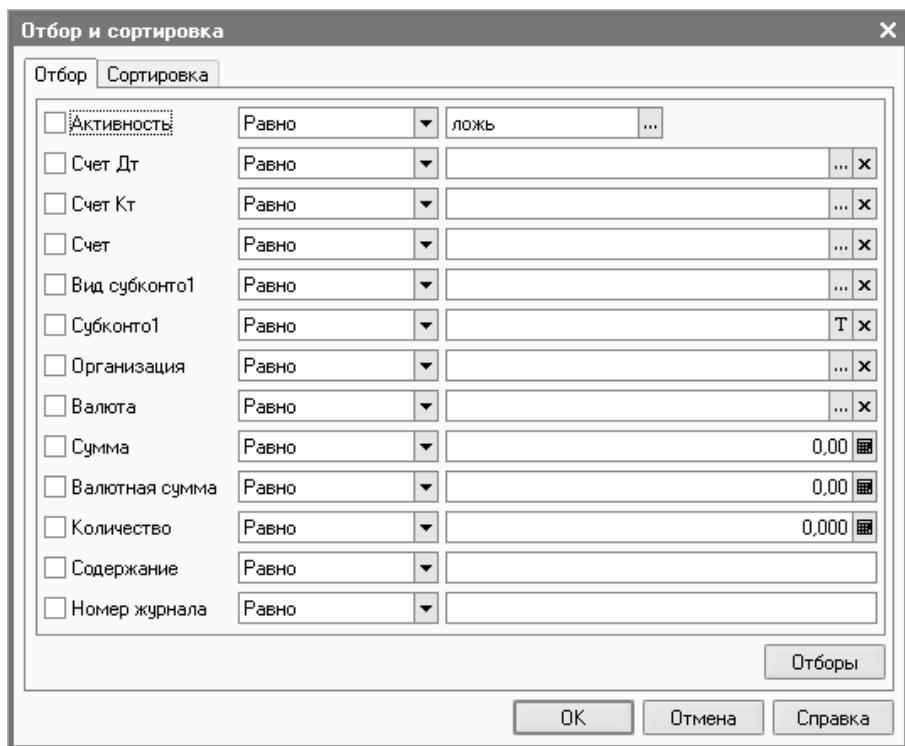 Отбор и сортировка
Отбор Сортировка
Активность Равно ложь ...
Счет Дт Равно ...
Счет Кт Равно ...
Счет Равно ...
Вид субконто1 Равно ...
Субконто1 Равно T
Организация Равно ...
Валюта Равно ...
Сумма Равно 0,00
Валютная сумма Равно 0,00
Количество Равно 0,000
Содержание Равно
Номер журнала Равно
Отборы
OK Отмена Справка